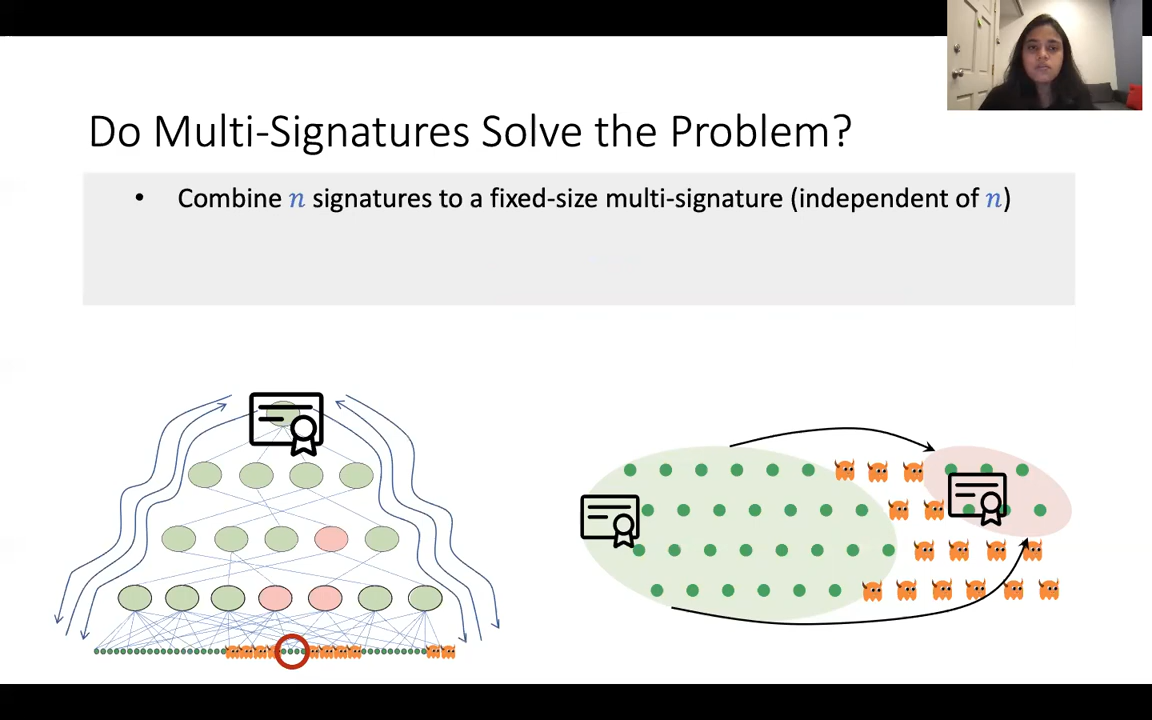 Do Multi-Signatures Solve the Problem?
• Combine n signatures to a fixed-size multi-signature (independent of n)